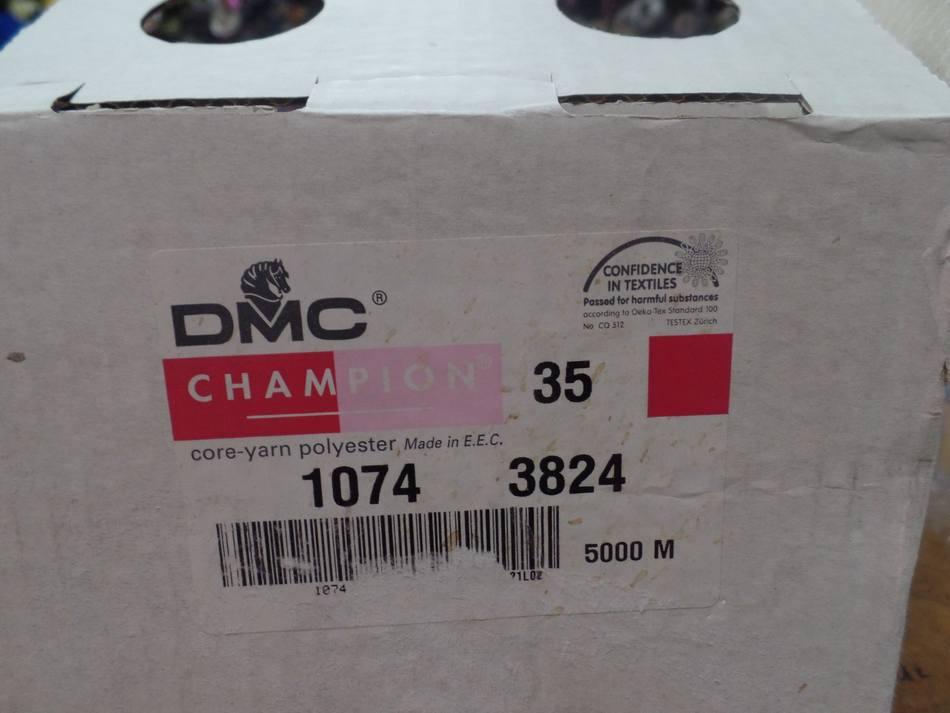 CONFIDENCE
IN TEXTILES
Passed for harmful substances
according to Oeko-Tex Standard 100
No CQ 512 TESTEX Zürich
DMC®
CHAMPION® 35
core-yarn polyester Made in E.E.C.
1074 3824
5000 M
1074